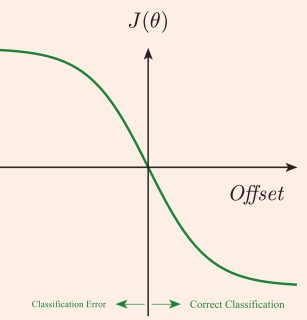 J(θ)
Offset
Classification Error
Correct Classification